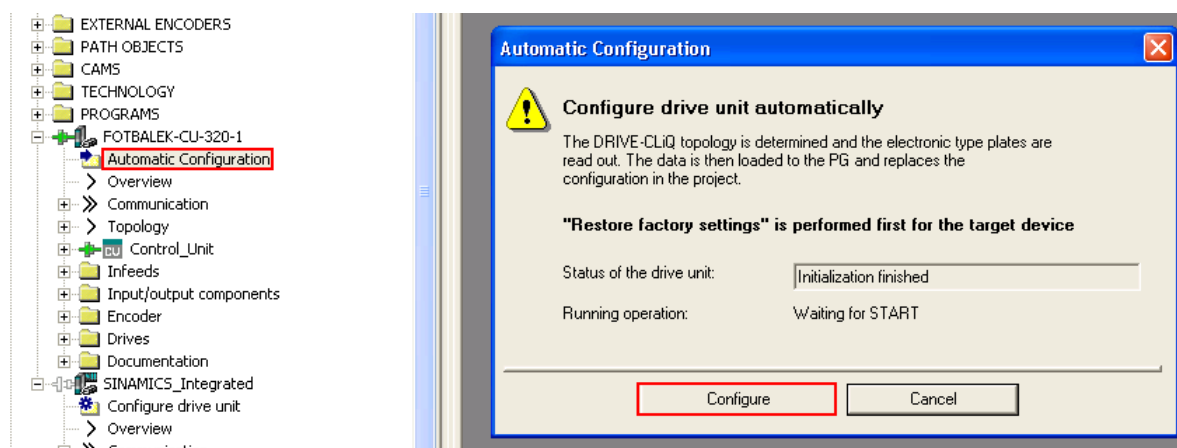 EXTERNAL ENCODERS
PATH OBJECTS
CAMS
TECHNOLOGY
PROGRAMS
FOTBALEK-CU-320-1
Automatic Configuration
Overview
Communication
Topology
CU Control_Unit
Infeeds
Input/output components
Encoder
Drives
Documentation
SINAMICS_Integrated
Configure drive unit
Overview
Automatic Configuration
Configure drive unit automatically
The DRIVE-CLiQ topology is determined and the electronic type plates are
read out. The data is then loaded to the PG and replaces the
configuration in the project.
"Restore factory settings" is performed first for the target device
Status of the drive unit: Initialization finished
Running operation: Waiting for START
Configure Cancel